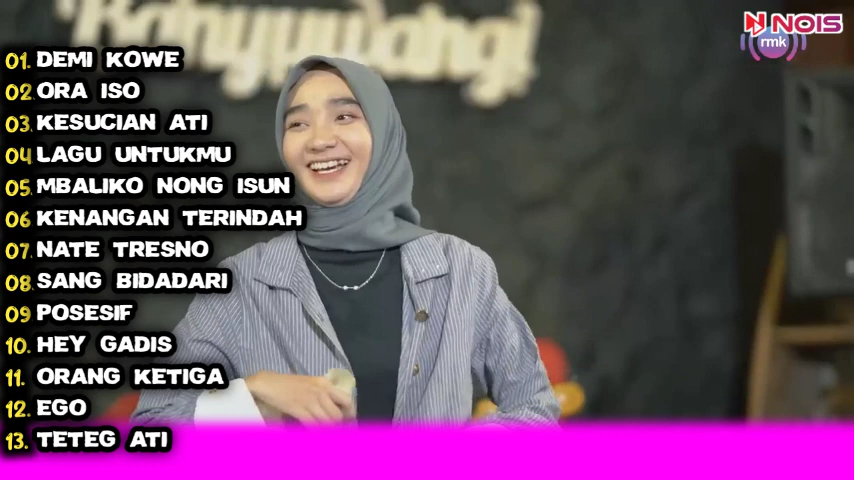 Banyuwangi
NOIS
rmk
01. DEMI KOWE
02. ORA ISO
03. KESUCIAN ATI
04. LAGU UNTUKMU
05. MBALIKO NONG ISUN
06. KENANGAN TERINDAH
07. NATE TRESNO
08. SANG BIDADARI
09. POSESIF
10. HEY GADIS
11. ORANG KETIGA
12. EGO
13. TETEG ATI